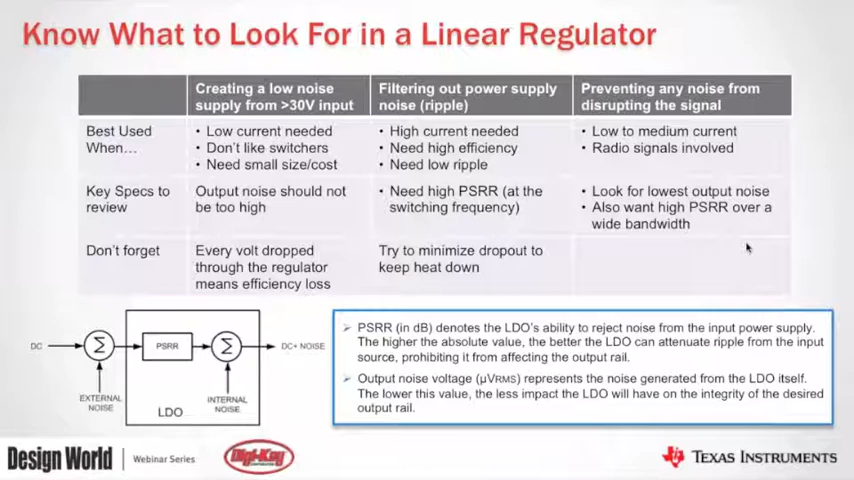 Know What to Look For in a Linear Regulator
Creating a low noise
supply from >30V input
Filtering out power supply
noise (ripple)
Preventing any noise from
disrupting the signal
Best Used
When…
• Low current needed
• Don't like switchers
• Need small size/cost
• High current needed
• Need high efficiency
• Need low ripple
• Low to medium current
• Radio signals involved
Key Specs to
review
Output noise should not
be too high
• Need high PSRR (at the
switching frequency)
• Look for lowest output noise
• Also want high PSRR over a
wide bandwidth
Don't forget
Every volt dropped
through the regulator
means efficiency loss
Try to minimize dropout to
keep heat down
DC
Σ
PSRR
Σ
DC+ NOISE
EXTERNAL
NOISE
LDO
INTERNAL
NOISE
➢ PSRR (in dB) denotes the LDO's ability to reject noise from the input power supply.
The higher the absolute value, the better the LDO can attenuate ripple from the input
source, prohibiting it from affecting the output rail.
➢ Output noise voltage (µVRMS) represents the noise generated from the LDO itself.
The lower this value, the less impact the LDO will have on the integrity of the desired
output rail.
Design World
Webinar Series
Digi-Key
TEXAS INSTRUMENTS